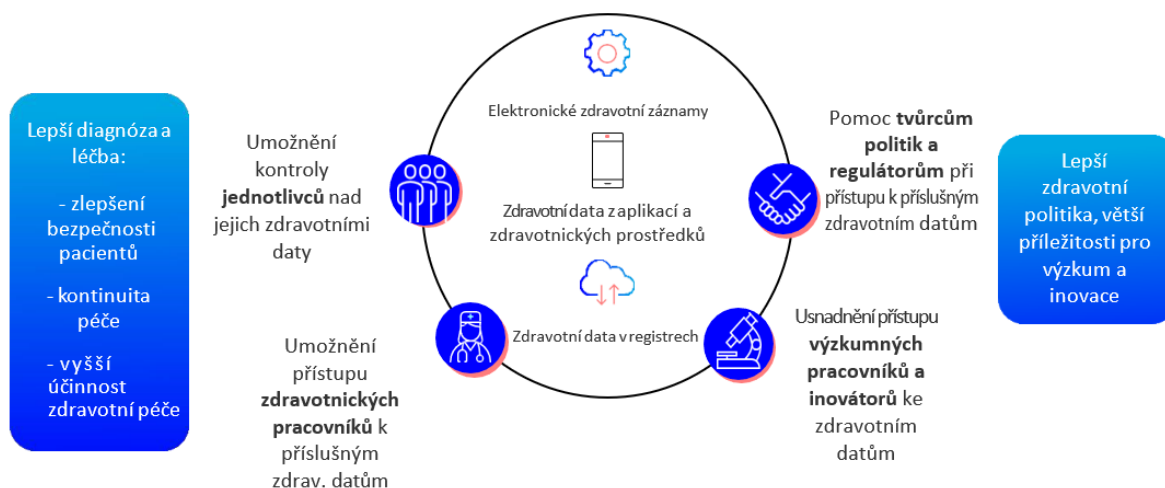 Lepší diagnóza a
léčba:
- zlepšení
bezpečnosti
pacientů
- kontinuita
péče
- vyšší
účinnost
zdravotní péče
Umožnění
kontroly
jednotlivců nad
jejich zdravotními
daty
Umožnění
přístupu
zdravotnických
pracovníků k
příslušným
zdrav. datům
Elektronické zdravotní záznamy
Zdravotní data z aplikací a
zdravotnických prostředků
Zdravotní data v registrech
Pomoc tvůrcům
politik a
regulátorům při
přístupu k příslušným
zdravotním datům
Usnadnění přístupu
výzkumných
pracovníků a
inovátorů ke
zdravotním
datům
Lepší
zdravotní
politika, větší
příležitosti pro
výzkum a
inovace